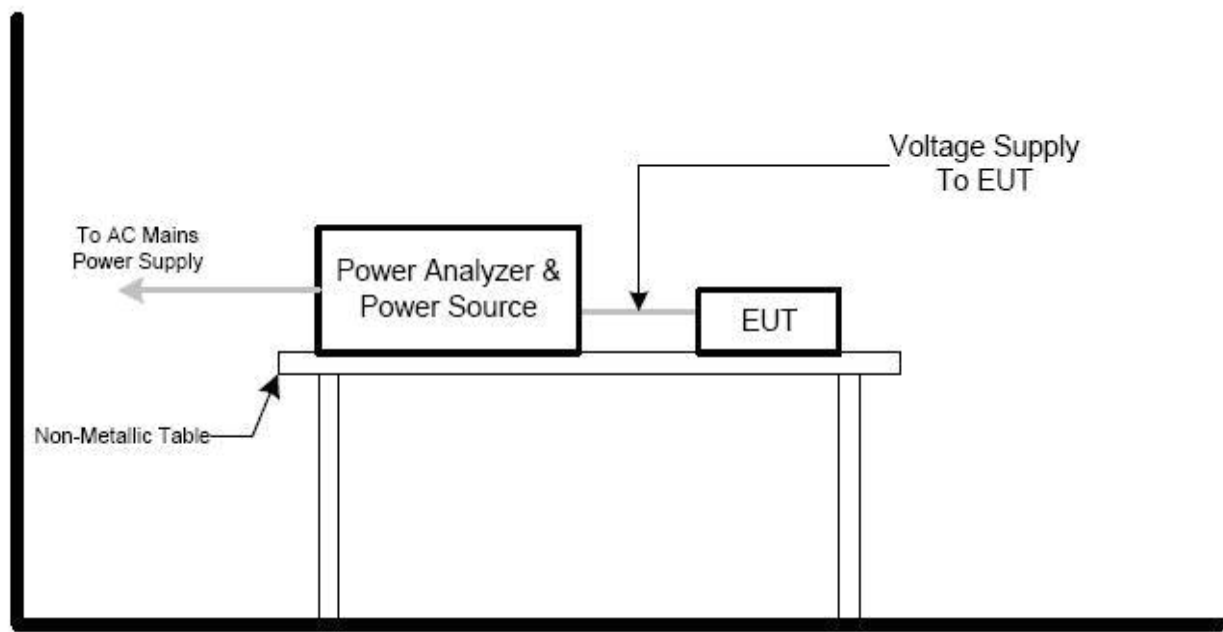 Voltage Supply
To EUT
To AC Mains
Power Supply
Power Analyzer &
Power Source
EUT
Non-Metallic Table